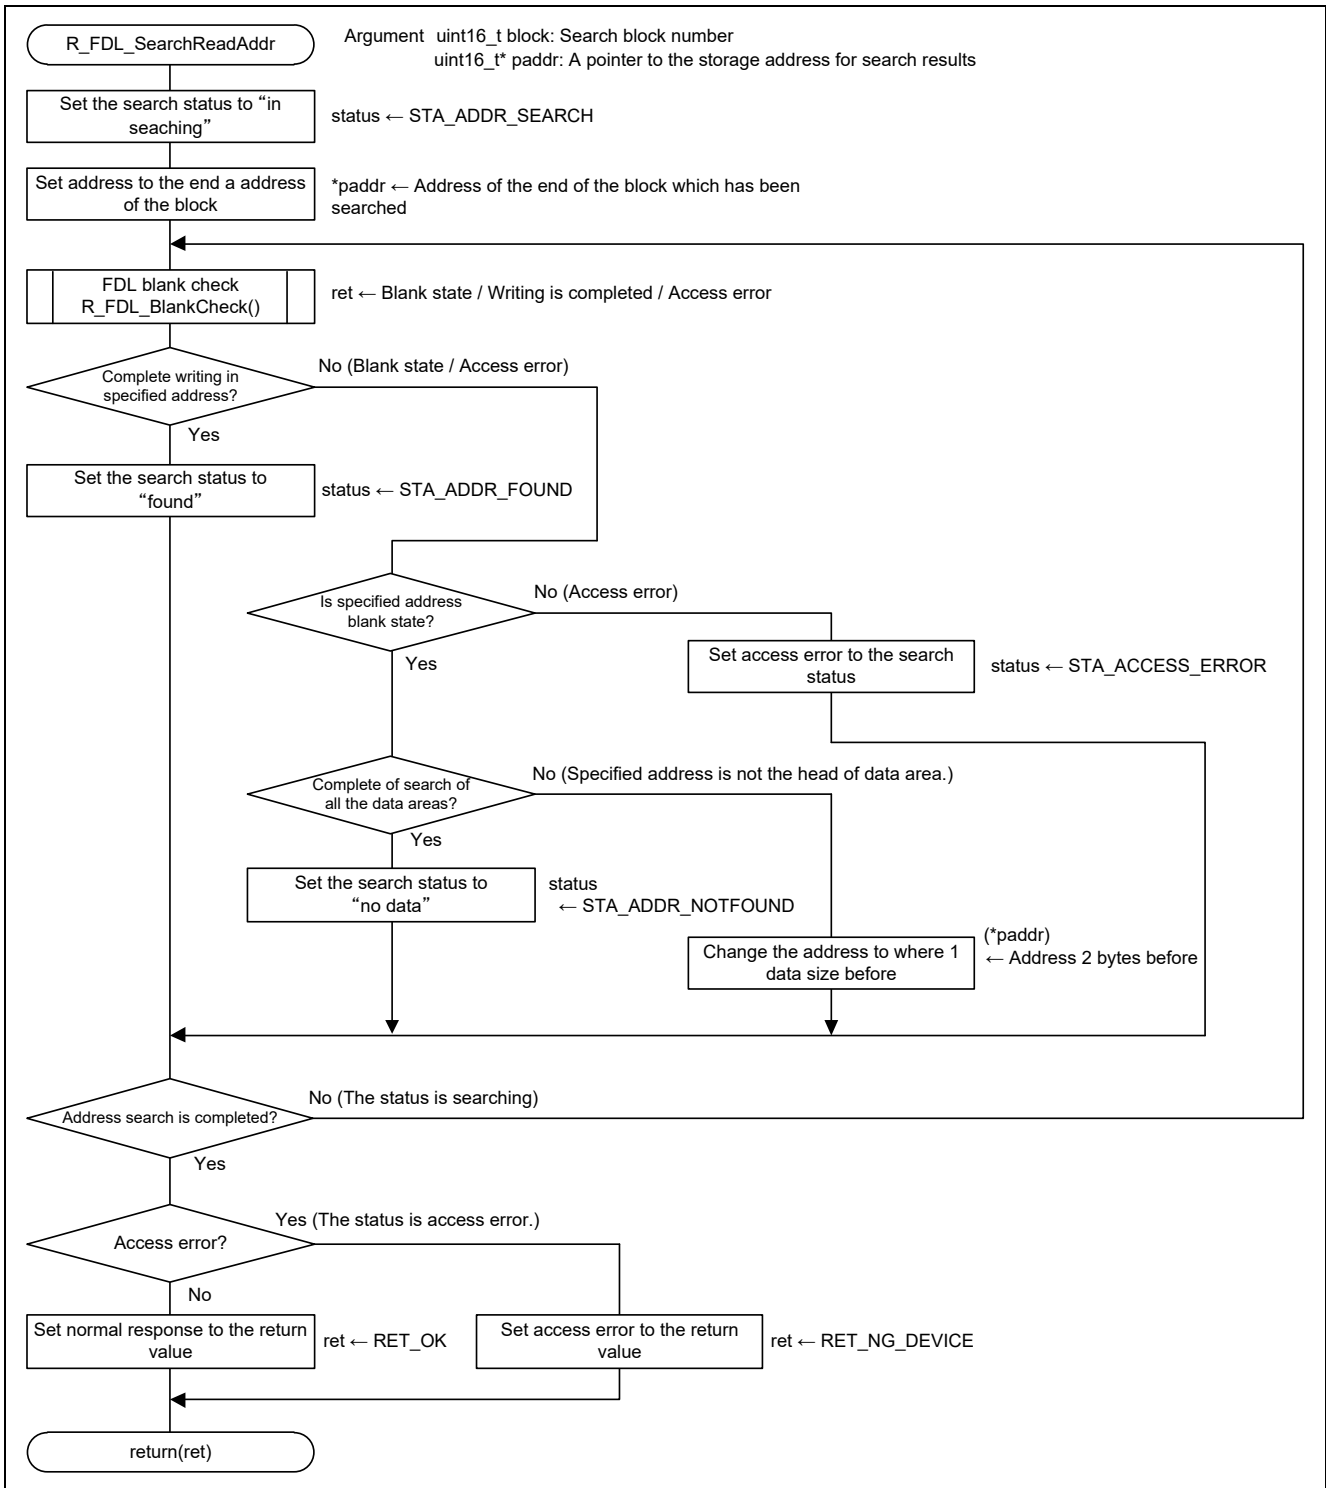 R_FDL_SearchReadAddr
Argument uint16_t block: Search block number
uint16_t* paddr: A pointer to the storage address for search results
Set the search status to “in
seaching”
status ← STA_ADDR_SEARCH
Set address to the end a address
of the block
*paddr ← Address of the end of the block which has been
searched
FDL blank check
R_FDL_BlankCheck()
ret ← Blank state / Writing is completed / Access error
Complete writing in
specified address?
No (Blank state / Access error)
Yes
Set the search status to
“found”
status ← STA_ADDR_FOUND
Is specified address
blank state?
No (Access error)
Yes
Set access error to the search
status
status ← STA_ACCESS_ERROR
Complete of search of
all the data areas?
No (Specified address is not the head of data area.)
Yes
Set the search status to
“no data”
status
← STA_ADDR_NOTFOUND
Change the address to where 1
data size before
(*paddr)
← Address 2 bytes before
Address search is completed?
No (The status is searching)
Yes
Access error?
Yes (The status is access error.)
No
Set normal response to the return
value
ret ← RET_OK
Set access error to the return
value
ret ← RET_NG_DEVICE
return(ret)